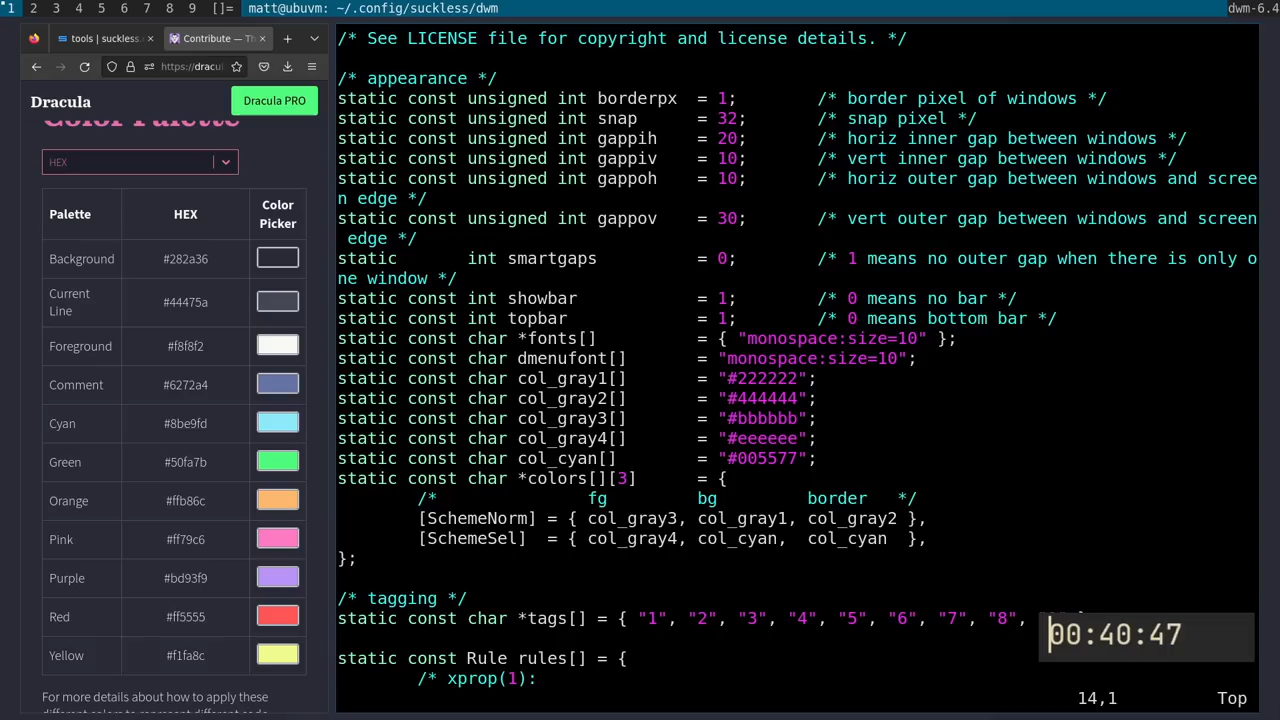 1 2 3 4 5 6 7 8 9 []= matt@ubuvm: ~/.config/suckless/dwm dwm-6.4
tools | suckless.c × Contribute — Th × +
https://dracul
Dracula Dracula PRO
Color Palette
HEX
Palette HEX Color Picker
Background #282a36
Current Line #44475a
Foreground #f8f8f2
Comment #6272a4
Cyan #8be9fd
Green #50fa7b
Orange #ffb86c
Pink #ff79c6
Purple #bd93f9
Red #ff5555
Yellow #f1fa8c
For more details about how to apply these
different colors to represent different code
/* See LICENSE file for copyright and license details. */
/* appearance */
static const unsigned int borderpx  = 1;        /* border pixel of windows */
static const unsigned int snap      = 32;       /* snap pixel */
static const unsigned int gappih    = 20;       /* horiz inner gap between windows */
static const unsigned int gappiv    = 10;       /* vert inner gap between windows */
static const unsigned int gappoh    = 10;       /* horiz outer gap between windows and scree
n edge */
static const unsigned int gappov    = 30;       /* vert outer gap between windows and screen
 edge */
static       int smartgaps          = 0;        /* 1 means no outer gap when there is only o
ne window */
static const int showbar            = 1;        /* 0 means no bar */
static const int topbar             = 1;        /* 0 means bottom bar */
static const char *fonts[]          = { "monospace:size=10" };
static const char dmenufont[]       = "monospace:size=10";
static const char col_gray1[]       = "#222222";
static const char col_gray2[]       = "#444444";
static const char col_gray3[]       = "#bbbbbb";
static const char col_gray4[]       = "#eeeeee";
static const char col_cyan[]        = "#005577";
static const char *colors[][3]      = {
        /*               fg         bg         border   */
        [SchemeNorm] = { col_gray3, col_gray1, col_gray2 },
        [SchemeSel]  = { col_gray4, col_cyan,  col_cyan  },
};
/* tagging */
static const char *tags[] = { "1", "2", "3", "4", "5", "6", "7", "8",
00:40:47
static const Rule rules[] = {
        /* xprop(1):
14,1 Top